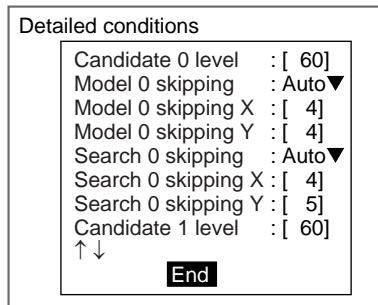 Detailed conditions
Candidate 0 level : [ 60]
Model 0 skipping : Auto▼
Model 0 skipping X : [ 4]
Model 0 skipping Y : [ 4]
Search 0 skipping : Auto▼
Search 0 skipping X : [ 4]
Search 0 skipping Y : [ 5]
Candidate 1 level : [ 60]
↑↓
End